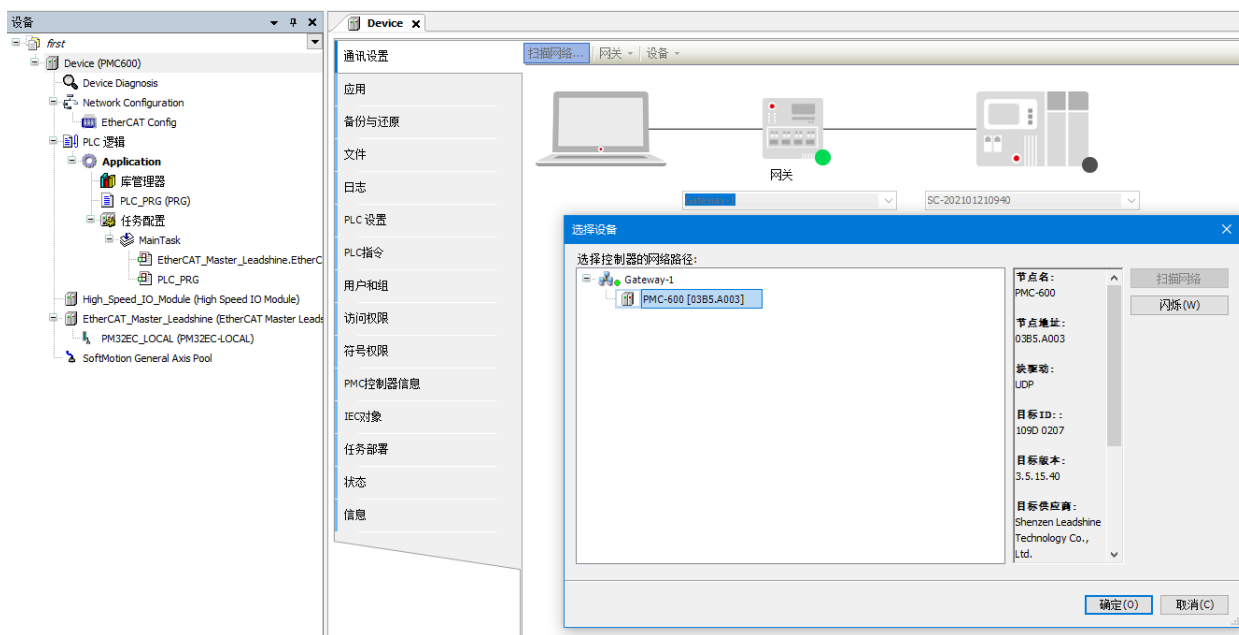 设备
first
Device (PMC600)
Device Diagnosis
Network Configuration
EtherCAT Config
PLC 逻辑
Application
库管理器
PLC_PRG (PRG)
任务配置
MainTask
EtherCAT_Master_Leadshine.EtherC
PLC_PRG
High_Speed_IO_Module (High Speed IO Module)
EtherCAT_Master_Leadshine (EtherCAT Master Leads
PM32EC_LOCAL (PM32EC-LOCAL)
SoftMotion General Axis Pool
Device
通讯设置
应用
备份与还原
文件
日志
PLC 设置
PLC指令
用户和组
访问权限
符号权限
PMC控制器信息
IEC对象
任务部署
状态
信息
扫描网络... 网关 设备
网关
Gateway-1
SC-202101210940
选择设备
选择控制器的网络路径:
Gateway-1
PMC-600 [03B5.A003]
节点名:
PMC-600
节点地址:
03B5.A003
块驱动:
UDP
目标ID::
109D 0207
目标版本:
3.5.15.40
目标供应商:
Shenzen Leadshine
Technology Co.,
Ltd.
扫描网络
闪烁(W)
确定(O) 取消(C)